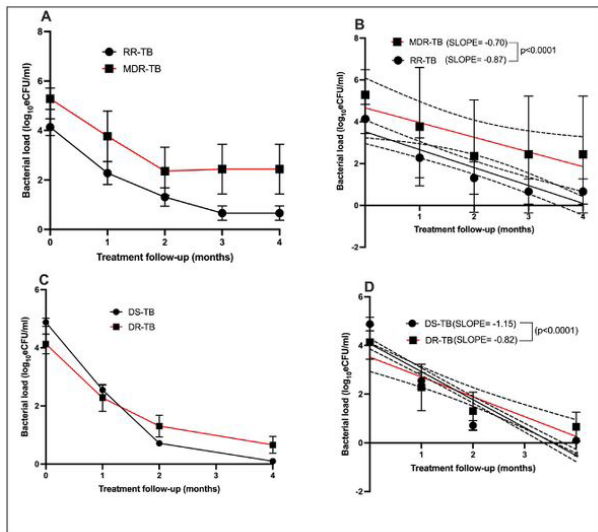 A
RR-TB
MDR-TB
Bacterial load (log10eCFU/ml)
8
6
4
2
0
0 1 2 3 4
Treatment follow-up (months)
B
MDR-TB (SLOPE= -0.70)
RR-TB (SLOPE= -0.87)
p<0.0001
Bacterial load (log10eCFU/ml)
8
6
4
2
0
-2
1 2 3 4
Treatment follow-up (months)
C
DS-TB
DR-TB
Bacterial load (log10eCFU/ml)
6
4
2
0
0 1 2 3 4
Treatment follow-up (months)
D
DS-TB(SLOPE= -1.15)
DR-TB(SLOPE= -0.82)
(p<0.0001)
Bacterial load (log10eCFU/ml)
6
4
2
0
-2
1 2 3 4
Treatment follow-up (months)